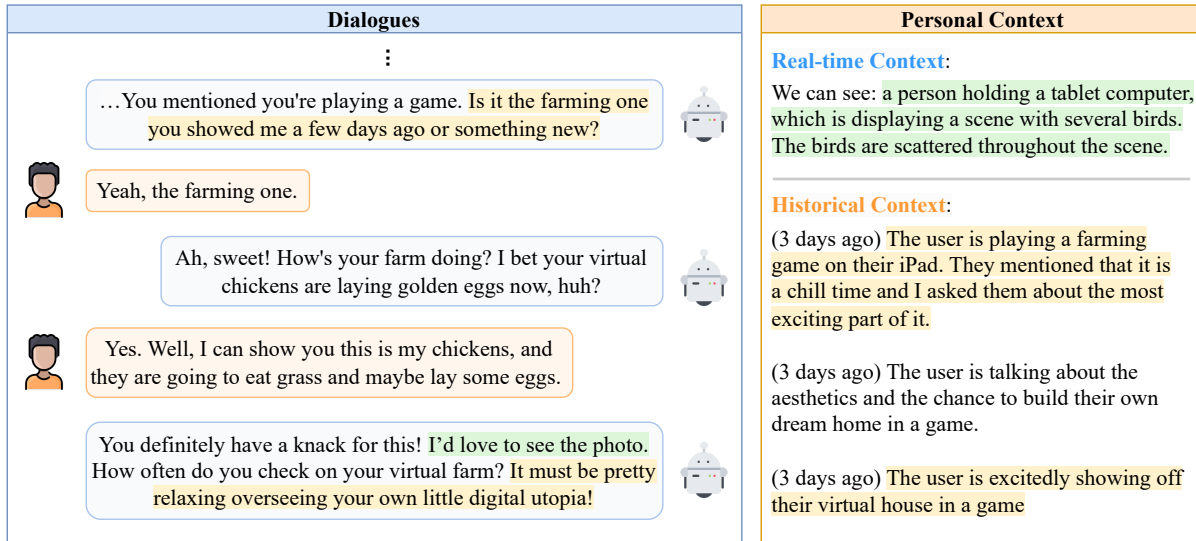 Dialogues
⋮
…You mentioned you're playing a game. Is it the farming one
you showed me a few days ago or something new?
Yeah, the farming one.
Ah, sweet! How's your farm doing? I bet your virtual
chickens are laying golden eggs now, huh?
Yes. Well, I can show you this is my chickens, and
they are going to eat grass and maybe lay some eggs.
You definitely have a knack for this! I’d love to see the photo.
How often do you check on your virtual farm? It must be pretty
relaxing overseeing your own little digital utopia!
Personal Context
Real-time Context:
We can see: a person holding a tablet computer,
which is displaying a scene with several birds.
The birds are scattered throughout the scene.
Historical Context:
(3 days ago) The user is playing a farming
game on their iPad. They mentioned that it is
a chill time and I asked them about the most
exciting part of it.
(3 days ago) The user is talking about the
aesthetics and the chance to build their own
dream home in a game.
(3 days ago) The user is excitedly showing off
their virtual house in a game